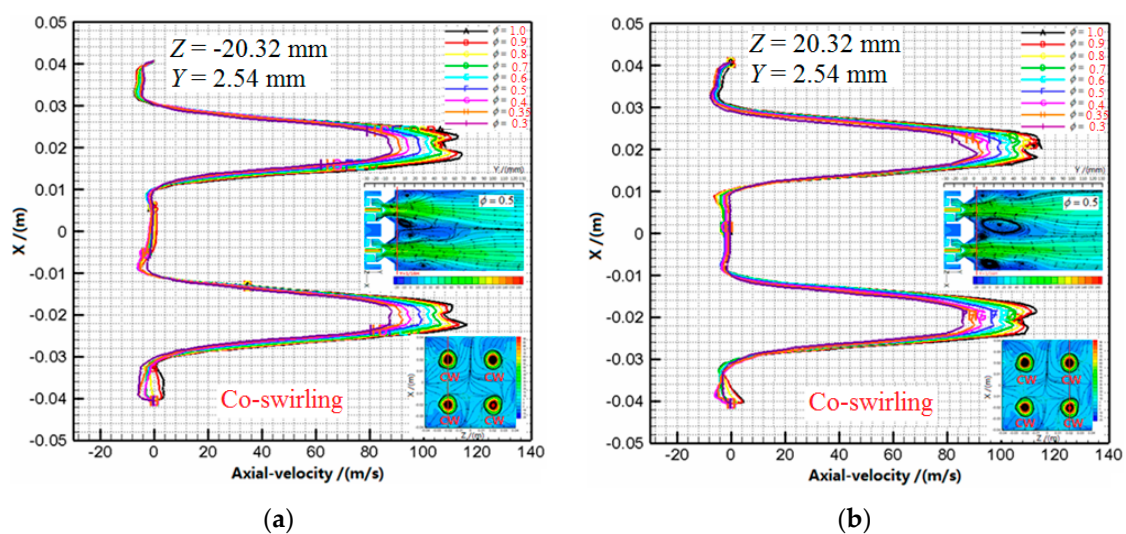 0.05
0.04
0.03
0.02
0.01
0
-0.01
-0.02
-0.03
-0.04
-0.05
X /(m)
Z = -20.32 mm
Y = 2.54 mm
A ϕ = 1.0
B ϕ = 0.9
C ϕ = 0.8
D ϕ = 0.7
E ϕ = 0.6
F ϕ = 0.5
G ϕ = 0.4
H ϕ = 0.35
I ϕ = 0.3
Y /(mm)
ϕ = 0.5
CW CW
CW CW
X /(m)
Z /(m)
Co-swirling
-20 0 20 40 60 80 100 120 140
Axial-velocity /(m/s)
(a)
0.05
0.04
0.03
0.02
0.01
0
-0.01
-0.02
-0.03
-0.04
-0.05
X /(m)
Z = 20.32 mm
Y = 2.54 mm
A ϕ = 1.0
B ϕ = 0.9
C ϕ = 0.8
D ϕ = 0.7
E ϕ = 0.6
F ϕ = 0.5
G ϕ = 0.4
H ϕ = 0.35
I ϕ = 0.3
Y /(mm)
ϕ = 0.5
CW CW
CW CW
X /(m)
Z /(m)
Co-swirling
-20 0 20 40 60 80 100 120 140
Axial-velocity /(m/s)
(b)